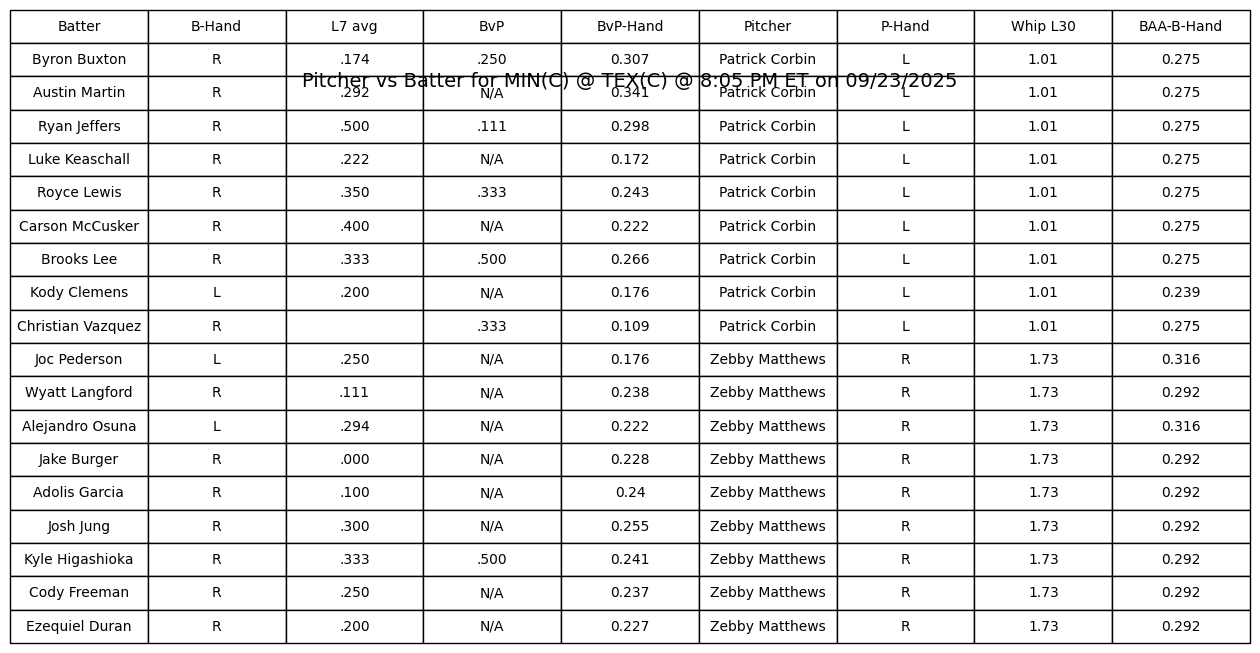 Batter B-Hand L7 avg BvP BvP-Hand Pitcher P-Hand Whip L30 BAA-B-Hand
Byron Buxton R .174 .250 0.307 Patrick Corbin L 1.01 0.275
Pitcher vs Batter for MIN(C) @ TEX(C) @ 8:05 PM ET on 09/23/2025
Austin Martin R .292 N/A 0.341 Patrick Corbin L 1.01 0.275
Ryan Jeffers R .500 .111 0.298 Patrick Corbin L 1.01 0.275
Luke Keaschall R .222 N/A 0.172 Patrick Corbin L 1.01 0.275
Royce Lewis R .350 .333 0.243 Patrick Corbin L 1.01 0.275
Carson McCusker R .400 N/A 0.222 Patrick Corbin L 1.01 0.275
Brooks Lee R .333 .500 0.266 Patrick Corbin L 1.01 0.275
Kody Clemens L .200 N/A 0.176 Patrick Corbin L 1.01 0.239
Christian Vazquez R .333 0.109 Patrick Corbin L 1.01 0.275
Joc Pederson L .250 N/A 0.176 Zebby Matthews R 1.73 0.316
Wyatt Langford R .111 N/A 0.238 Zebby Matthews R 1.73 0.292
Alejandro Osuna L .294 N/A 0.222 Zebby Matthews R 1.73 0.316
Jake Burger R .000 N/A 0.228 Zebby Matthews R 1.73 0.292
Adolis Garcia R .100 N/A 0.24 Zebby Matthews R 1.73 0.292
Josh Jung R .300 N/A 0.255 Zebby Matthews R 1.73 0.292
Kyle Higashioka R .333 .500 0.241 Zebby Matthews R 1.73 0.292
Cody Freeman R .250 N/A 0.237 Zebby Matthews R 1.73 0.292
Ezequiel Duran R .200 N/A 0.227 Zebby Matthews R 1.73 0.292